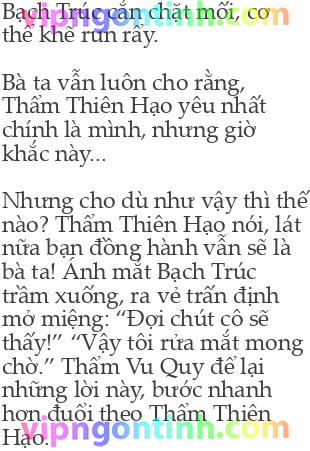 Bạch Trúc cắn chặt môi, cơ
thể khẽ run rẩy.
Bà ta vẫn luôn cho rằng,
Thẩm Thiên Hạo yêu nhất
chính là mình, nhưng giờ
khắc này...
Nhưng cho dù như vậy thì thế
nào? Thẩm Thiên Hạo nói, lát
nữa bạn đồng hành vẫn sẽ là
bà ta! Ánh mắt Bạch Trúc
trầm xuống, ra vẻ trấn định
mở miệng: “Đợi chút cô sẽ
thấy!” “Vậy tôi rửa mắt mong
chờ.” Thẩm Vu Quy để lại
những lời này, bước nhanh
hơn đuổi theo Thẩm Thiên
Hạo.
vipngontinh.com
vipngontinh.com